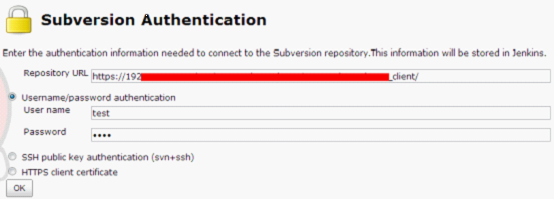 Subversion Authentication
Enter the authentication information needed to connect to the Subversion repository.This information will be stored in Jenkins.
Repository URL https://192 _client/
Username/password authentication
User name test
Password ••••
SSH public key authentication (svn+ssh)
HTTPS client certificate
OK